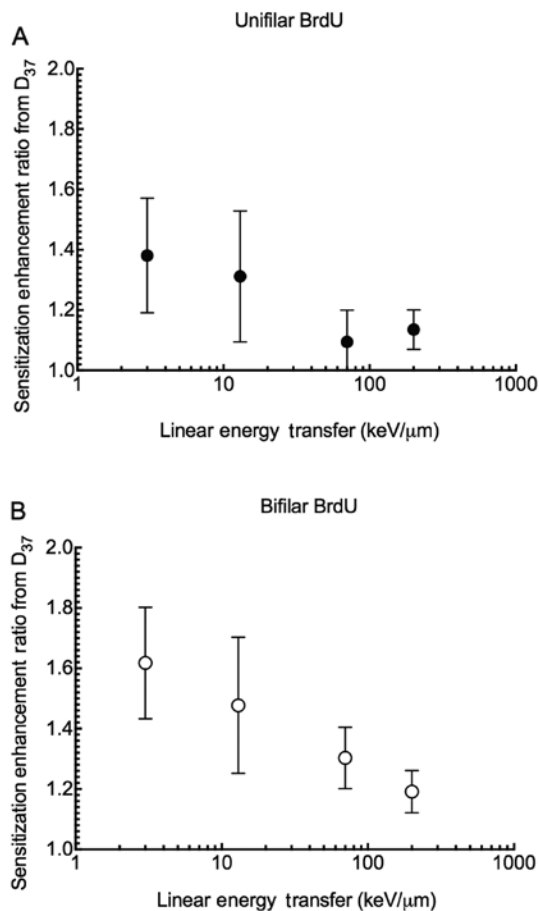 Unifilar BrdU
A
Sensitization enhancement ratio from D37
2.0
1.8
1.6
1.4
1.2
1.0
1 10 100 1000
Linear energy transfer (keV/μm)
Bifilar BrdU
B
Sensitization enhancement ratio from D37
2.0
1.8
1.6
1.4
1.2
1.0
1 10 100 1000
Linear energy transfer (keV/μm)